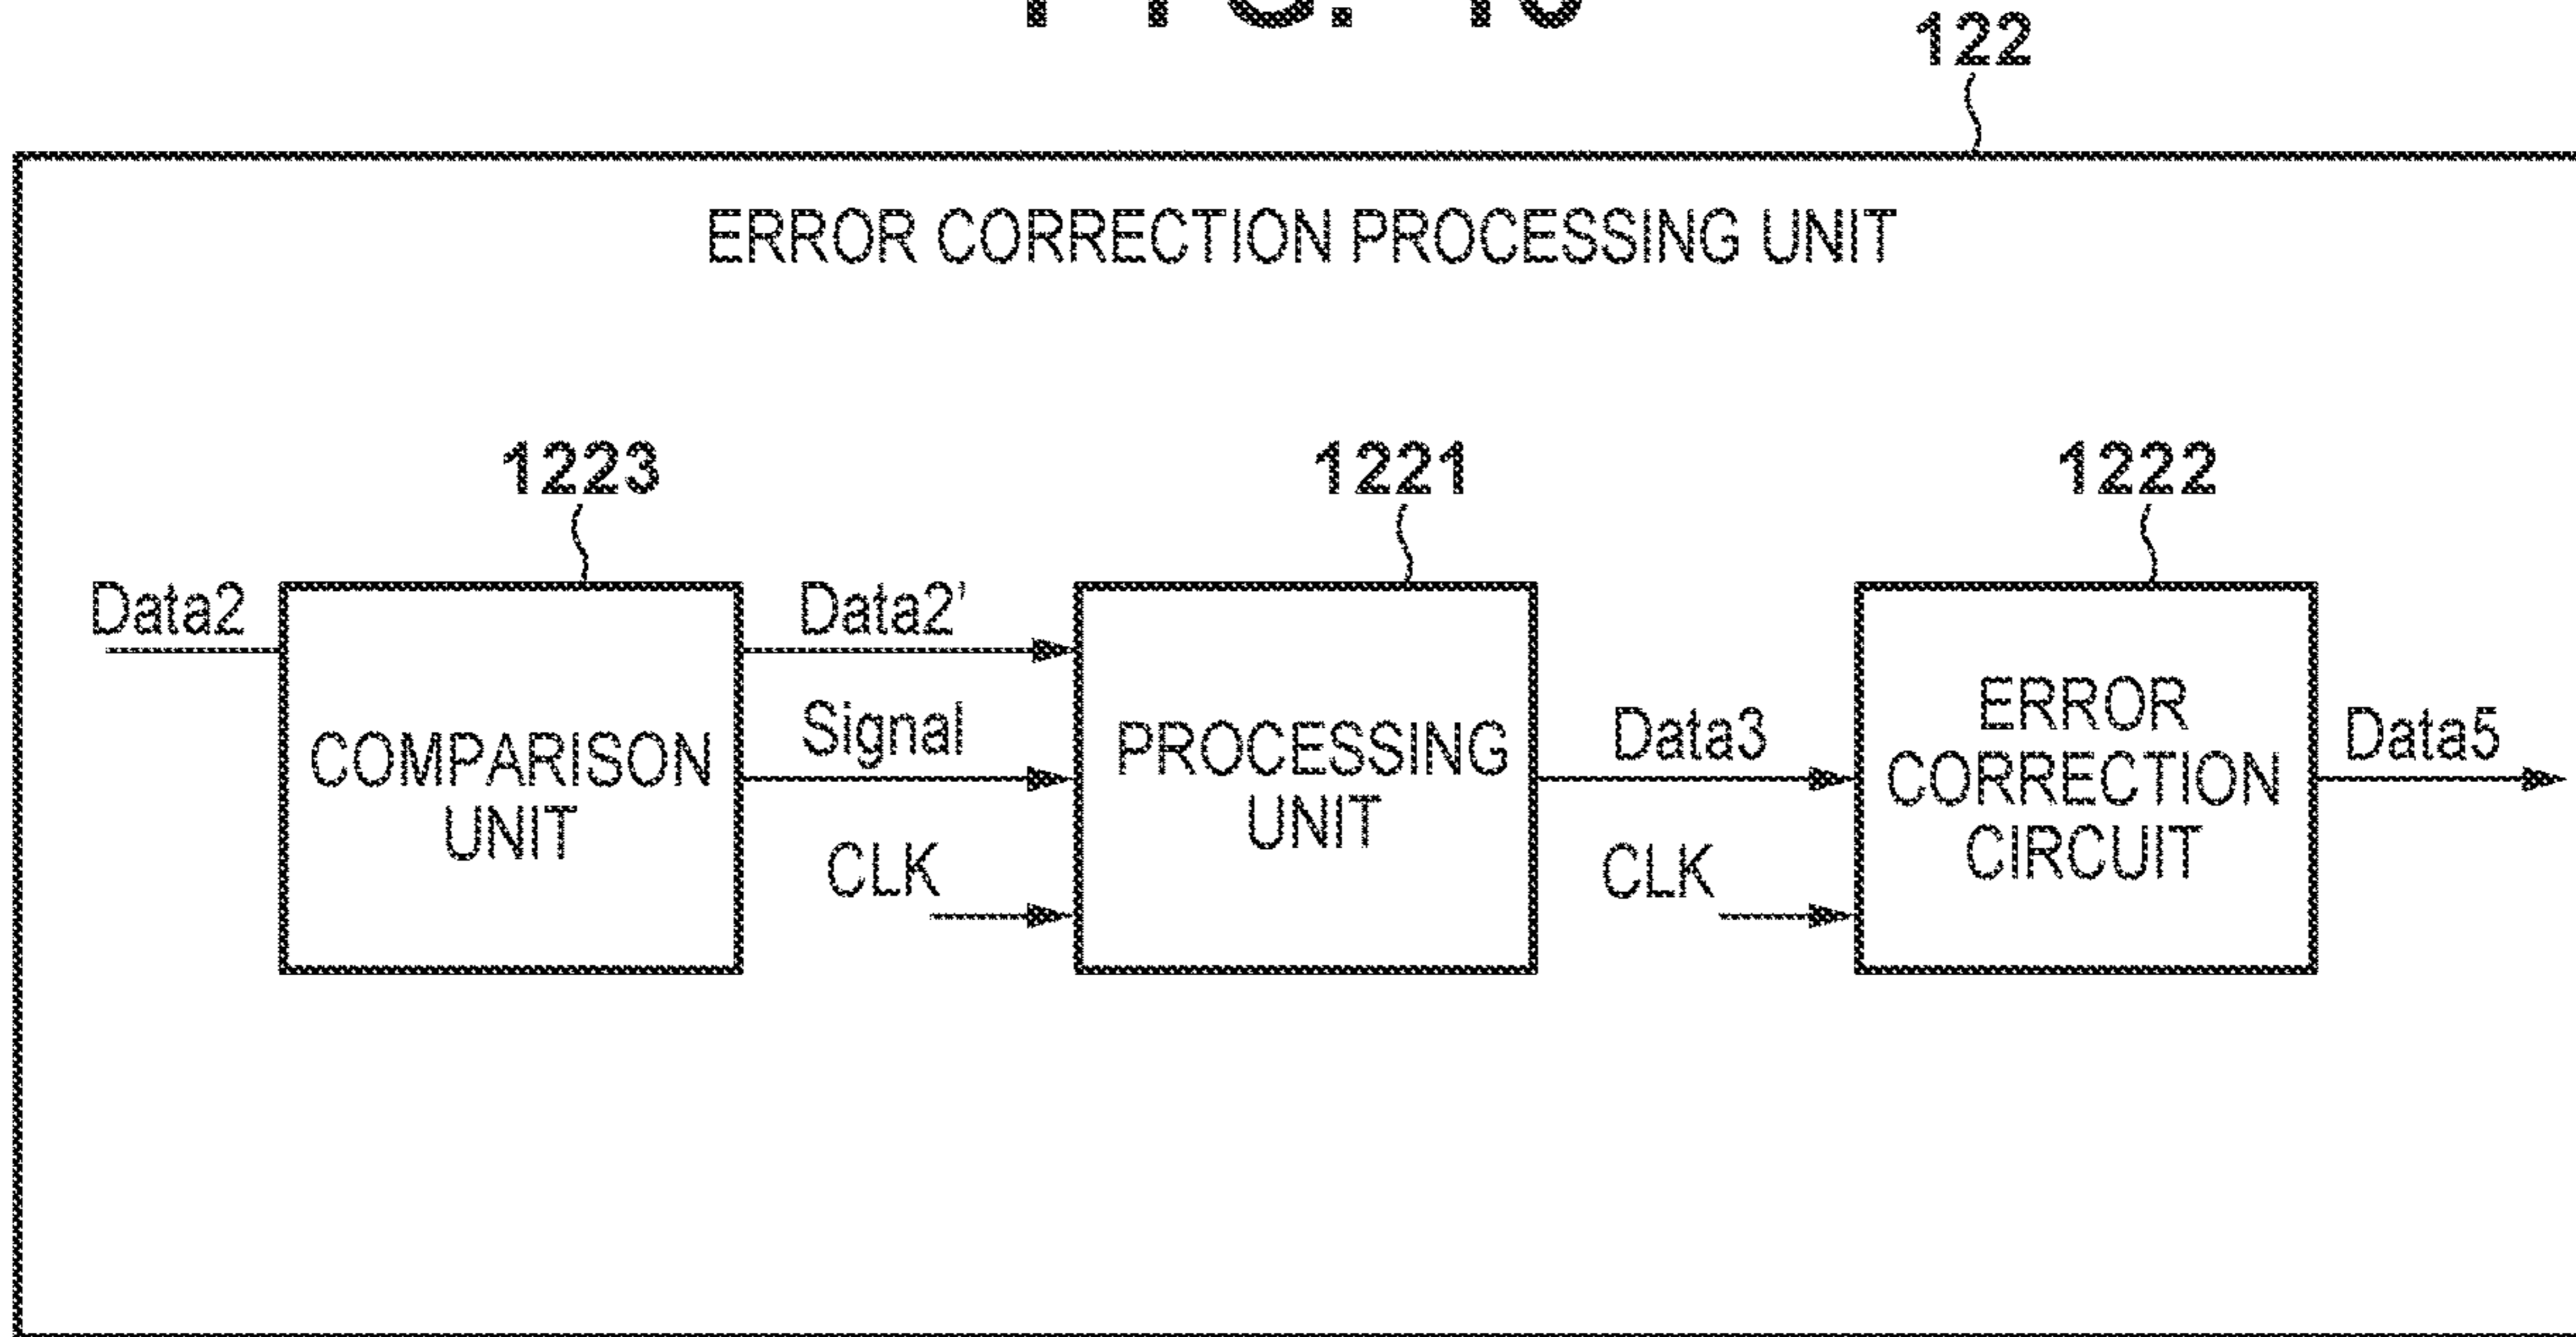 122
ERROR CORRECTION PROCESSING UNIT
1223
1221
1222
Data2
Data2'
Signal
CLK
Data3
CLK
Data5
COMPARISON
UNIT
PROCESSING
UNIT
ERROR
CORRECTION
CIRCUIT